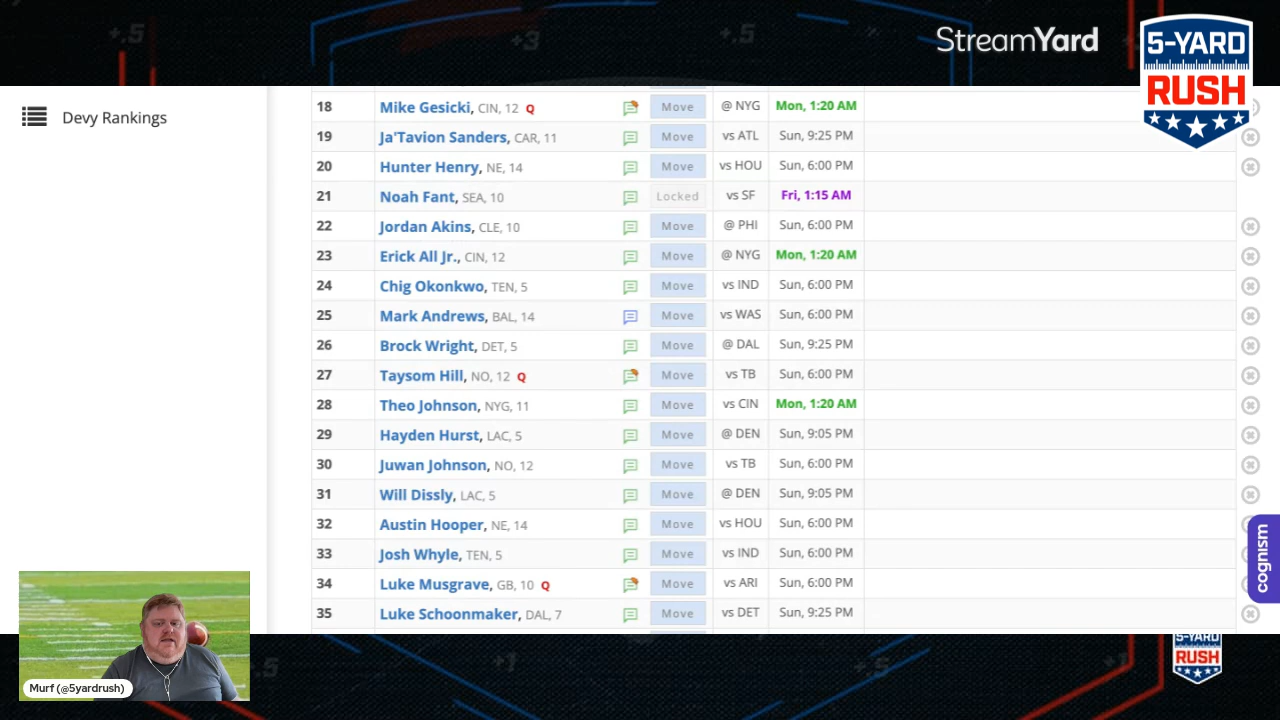 +.5
+3
+.5
StreamYard
5-YARD
RUSH
Devy Rankings
18 Mike Gesicki, CIN, 12 Q Move @ NYG Mon, 1:20 AM
19 Ja'Tavion Sanders, CAR, 11 Move vs ATL Sun, 9:25 PM
20 Hunter Henry, NE, 14 Move vs HOU Sun, 6:00 PM
21 Noah Fant, SEA, 10 Locked vs SF Fri, 1:15 AM
22 Jordan Akins, CLE, 10 Move @ PHI Sun, 6:00 PM
23 Erick All Jr., CIN, 12 Move @ NYG Mon, 1:20 AM
24 Chig Okonkwo, TEN, 5 Move vs IND Sun, 6:00 PM
25 Mark Andrews, BAL, 14 Move vs WAS Sun, 6:00 PM
26 Brock Wright, DET, 5 Move @ DAL Sun, 9:25 PM
27 Taysom Hill, NO, 12 Q Move vs TB Sun, 6:00 PM
28 Theo Johnson, NYG, 11 Move vs CIN Mon, 1:20 AM
29 Hayden Hurst, LAC, 5 Move @ DEN Sun, 9:05 PM
30 Juwan Johnson, NO, 12 Move vs TB Sun, 6:00 PM
31 Will Dissly, LAC, 5 Move @ DEN Sun, 9:05 PM
32 Austin Hooper, NE, 14 Move vs HOU Sun, 6:00 PM
33 Josh Whyle, TEN, 5 Move vs IND Sun, 6:00 PM
34 Luke Musgrave, GB, 10 Q Move vs ARI Sun, 6:00 PM
35 Luke Schoonmaker, DAL, 7 Move vs DET Sun, 9:25 PM
cognism
Murf (@5yardrush)
.5
+1
+.5
+1
5-YARD
RUSH